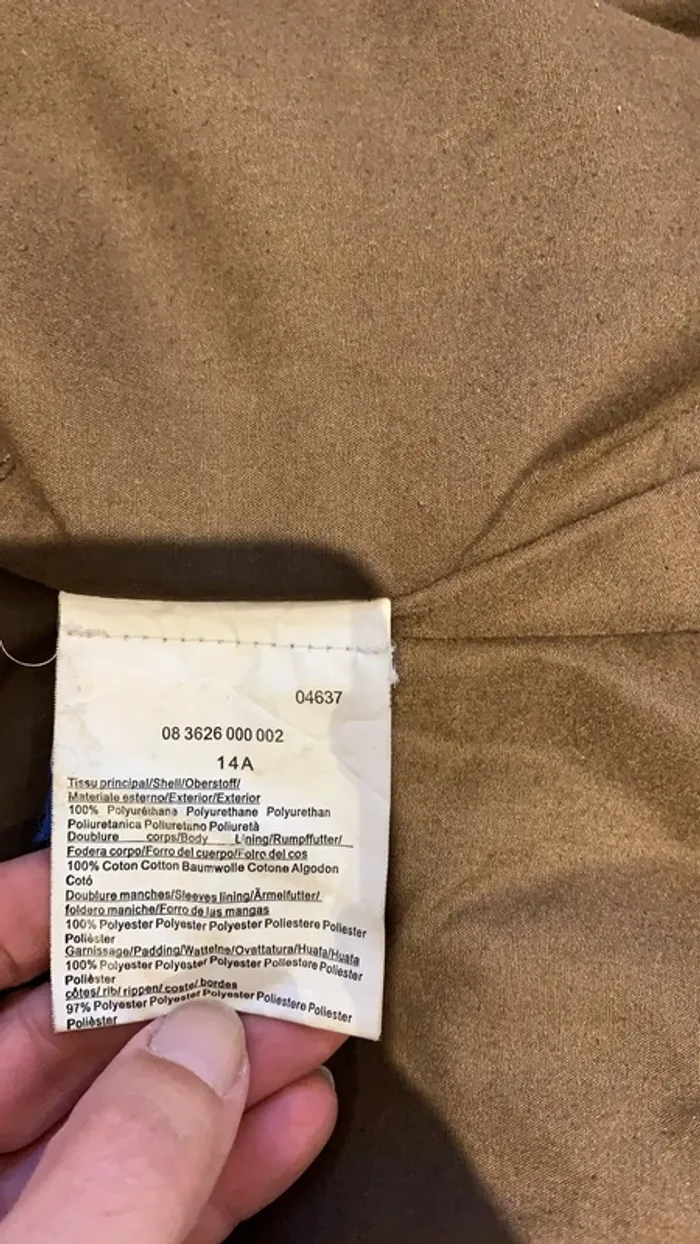 04637
08 3626 000 002
14A
Tissu principal/Shell/Oberstoff/
Materiale esterno/Exterior/Exterior
100% Polyuréthane Polyurethane Polyurethan
Poliuretanica Poliuretano Poliuretà
Doublure corps/Body Lining/Rumpffutter/
Fodera corpo/Forro del cuerpo/Folro del cos
100% Coton Cotton Baumwolle Cotone Algodon
Cotó
Doublure manches/Sleeves lining/Ärmelfutter/
foldero maniche/Forro de las mangas
100% Polyester Polyester Polyester Poliestere Poliester
Polièster
Garnissage/Padding/Wattelne/Ovattatura/Huata/Huata
100% Polyester Polyester Polyester Poliestere Poliester
Polièster
côtes/ rib/ rippen/ coste/ bordes
97% Polyester Polyester Polyester Poliestere Poliester
Polièster